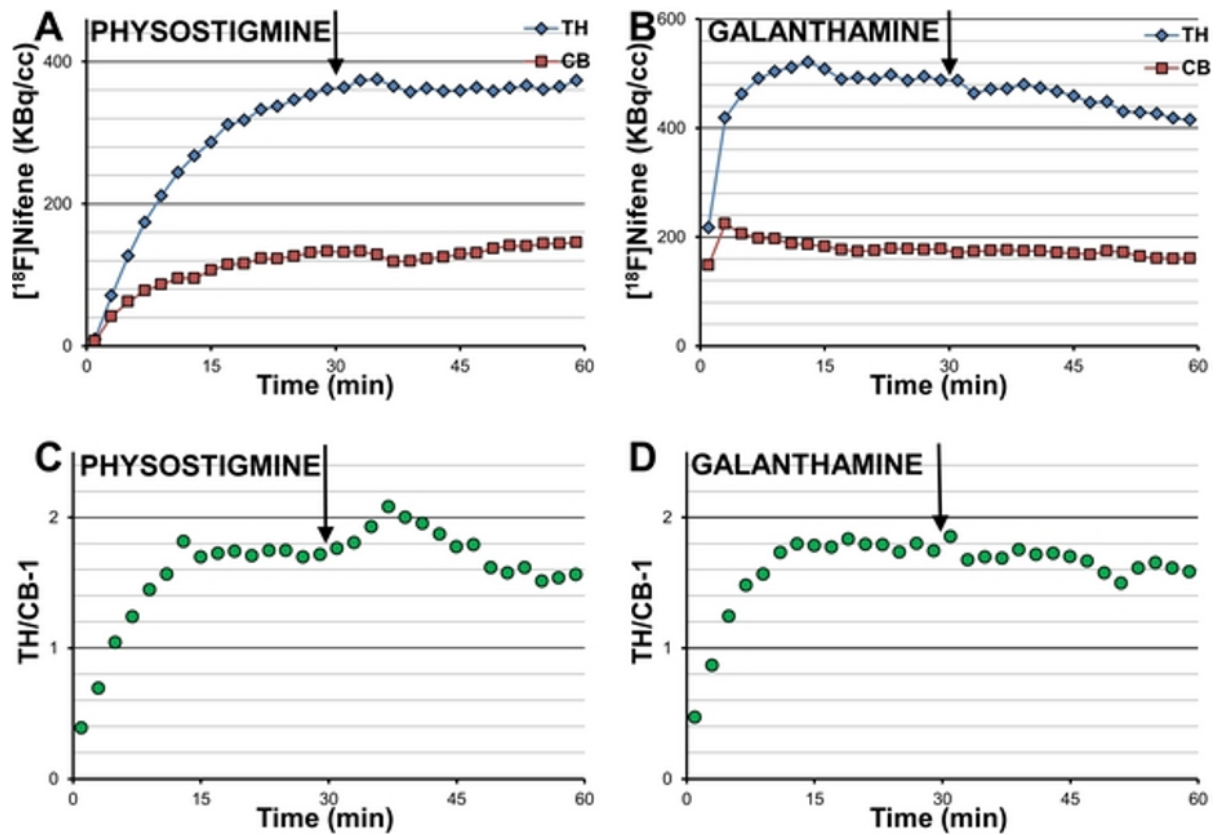 A
PHYSOSTIGMINE
TH
CB
[¹⁸F]Nifene (KBq/cc)
400
200
0
0 15 30 45 60
Time (min)
B
GALANTHAMINE
TH
CB
[¹⁸F]Nifene (KBq/cc)
600
400
200
0
0 15 30 45 60
Time (min)
C
PHYSOSTIGMINE
TH/CB-1
2
1
0
0 15 30 45 60
Time (min)
D
GALANTHAMINE
TH/CB-1
2
1
0
0 15 30 45 60
Time (min)